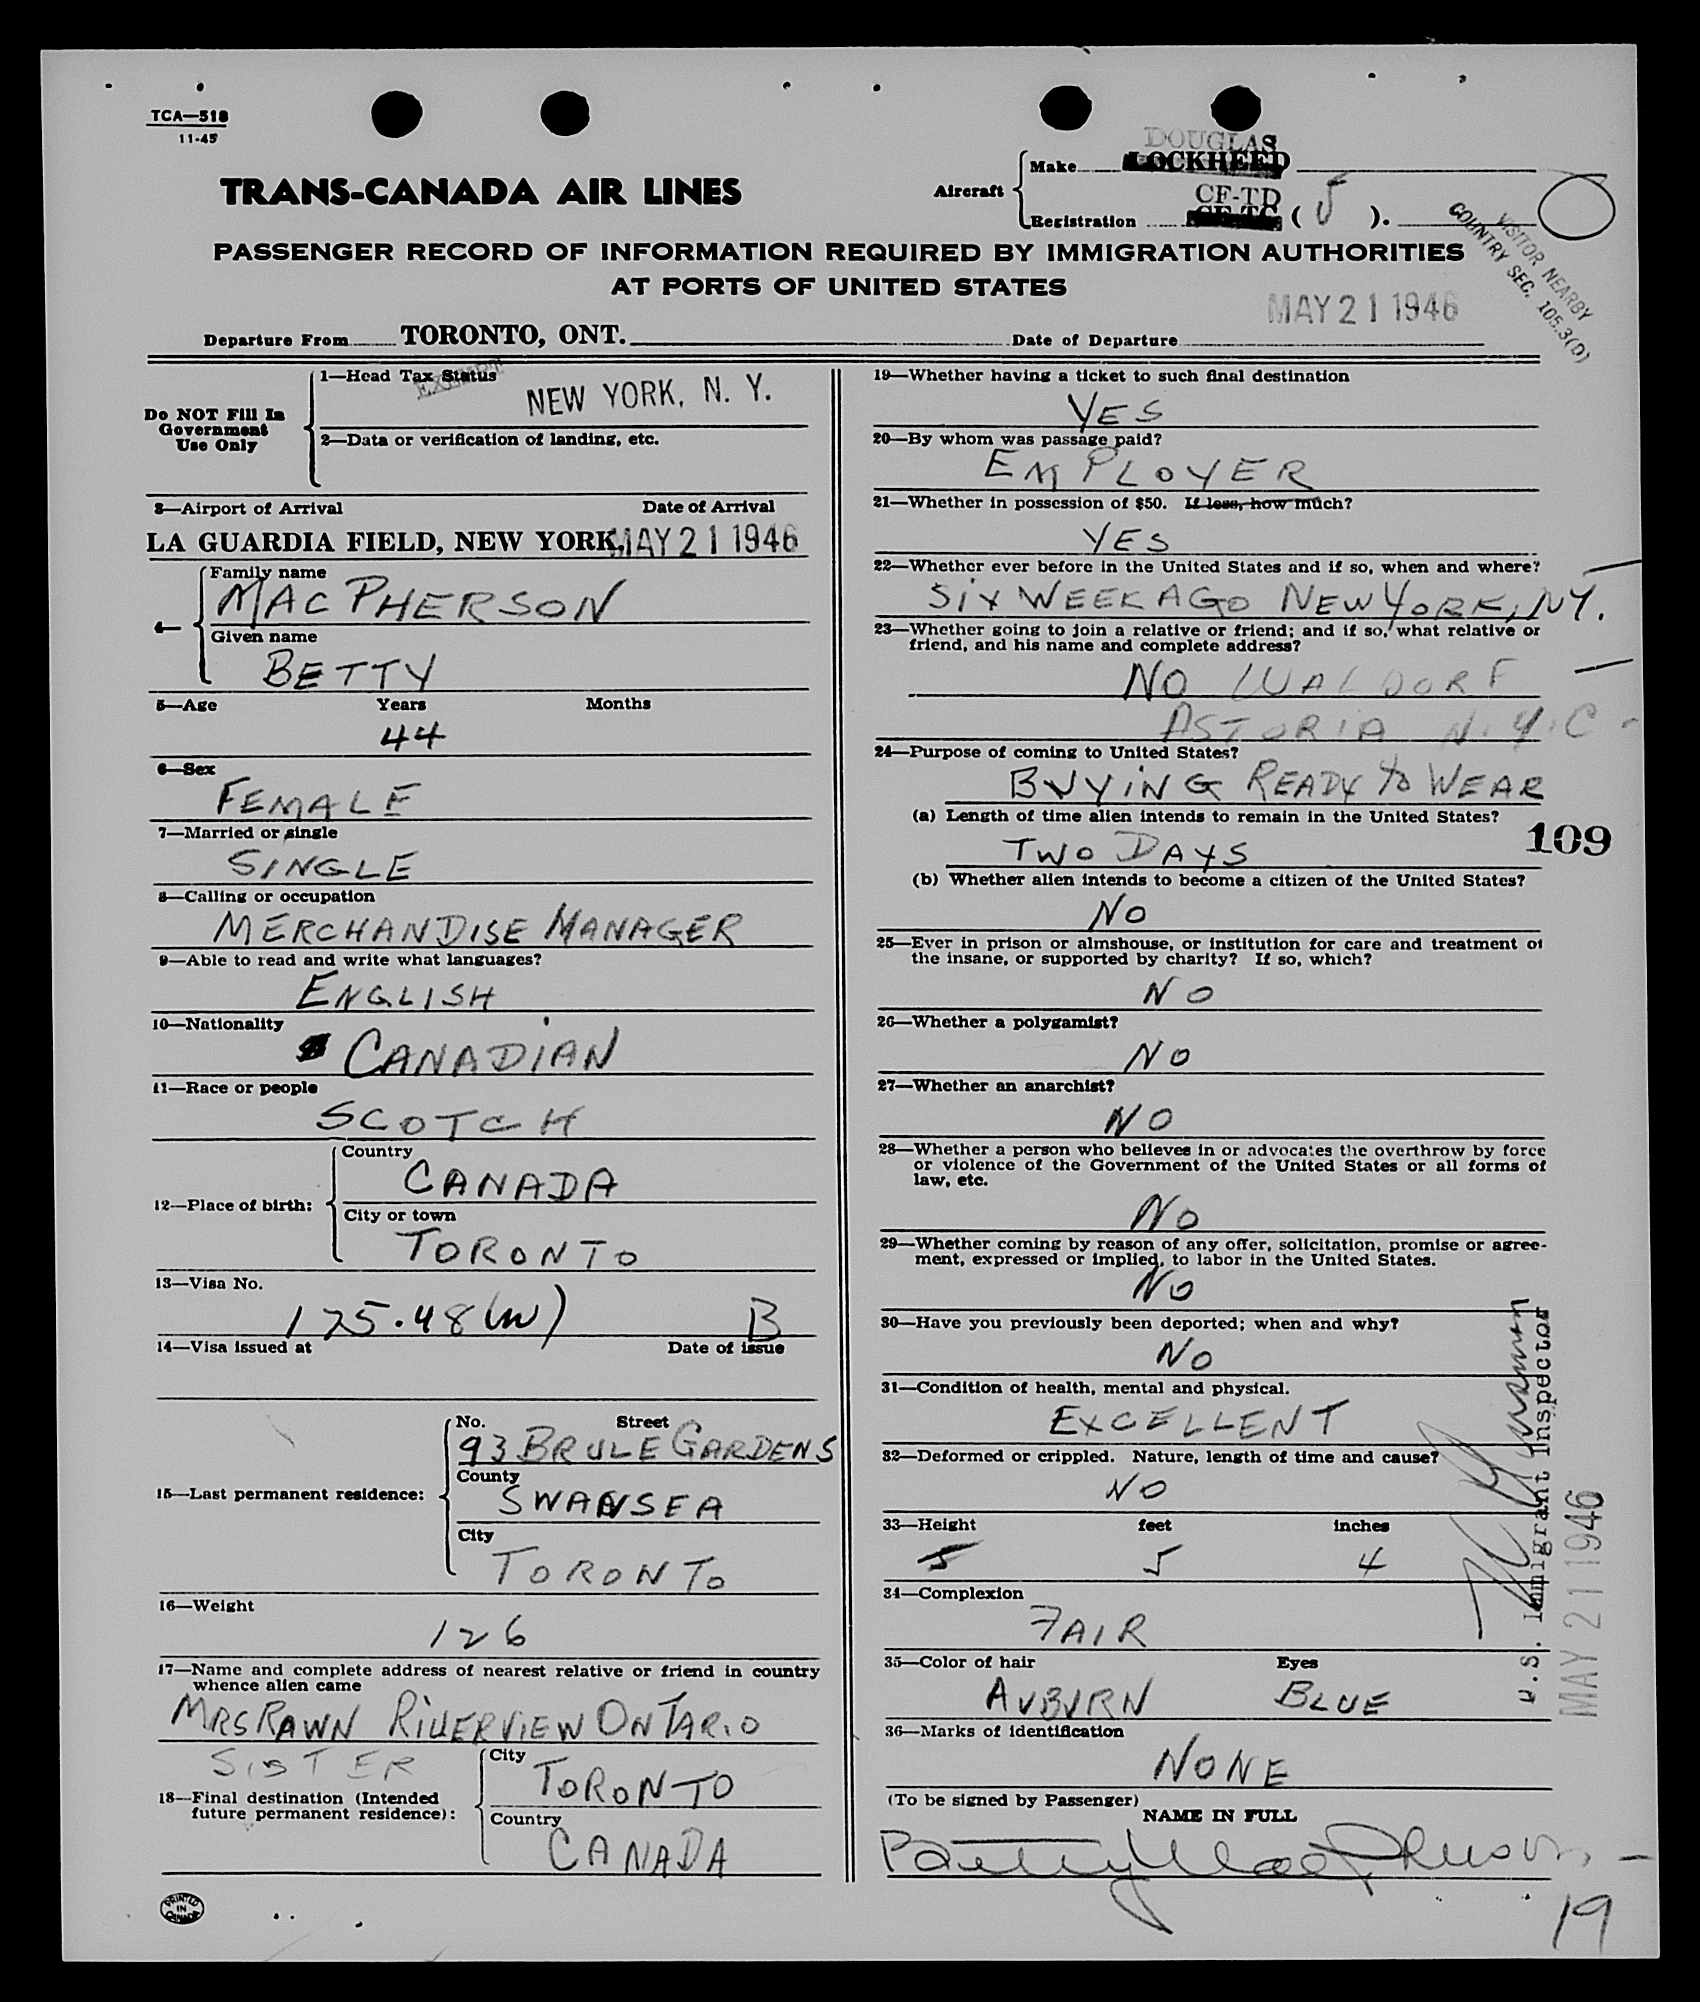 TCA—518
11-45
DOUGLAS
Make LOCKHEED
TRANS-CANADA AIR LINES
Aircraft
CF-TD
Registration CF-TC ( 5 ).
VISITOR NEARBY
COUNTRY SEC. 105.3(D)
PASSENGER RECORD OF INFORMATION REQUIRED BY IMMIGRATION AUTHORITIES
AT PORTS OF UNITED STATES
MAY 21 1946
Departure From TORONTO, ONT. Date of Departure
Do NOT Fill In
Government
Use Only
1—Head Tax Status
EXEMPT
NEW YORK, N. Y.
2—Data or verification of landing, etc.
3—Airport of Arrival Date of Arrival
LA GUARDIA FIELD, NEW YORK, MAY 21 1946
4—
Family name
MAC PHERSON
Given name
BETTY
5—Age Years Months
44
6—Sex
FEMALE
7—Married or single
SINGLE
8—Calling or occupation
MERCHANDISE MANAGER
9—Able to read and write what languages?
ENGLISH
10—Nationality
CANADIAN
11—Race or people
SCOTCH
12—Place of birth:
Country
CANADA
City or town
TORONTO
13—Visa No.
175.48(W) B
14—Visa issued at Date of issue
15—Last permanent residence:
No. Street
93 BRULE GARDENS
County
SWANSEA
City
TORONTO
16—Weight
126
17—Name and complete address of nearest relative or friend in country
whence alien came
MRS RAWN RIVERVIEW ONTARIO
SISTER
18—Final destination (Intended
future permanent residence):
City
TORONTO
Country
CANADA
PRINTED
IN
CANADA
19—Whether having a ticket to such final destination
YES
20—By whom was passage paid?
EMPLOYER
21—Whether in possession of $50. If less, how much?
YES
22—Whether ever before in the United States and if so, when and where?
SIX WEEK AGO NEW YORK, NY.
23—Whether going to join a relative or friend; and if so, what relative or
friend, and his name and complete address?
NO WALDORF
ASTORIA N.Y.C-
24—Purpose of coming to United States?
BUYING READY to WEAR
(a) Length of time alien intends to remain in the United States?
109
TWO DAYS
(b) Whether alien intends to become a citizen of the United States?
NO
25—Ever in prison or almshouse, or institution for care and treatment of
the insane, or supported by charity? If so, which?
NO
26—Whether a polygamist?
NO
27—Whether an anarchist?
NO
28—Whether a person who believes in or advocates the overthrow by force
or violence of the Government of the United States or all forms of
law, etc.
NO
29—Whether coming by reason of any offer, solicitation, promise or agree-
ment, expressed or implied, to labor in the United States.
NO
30—Have you previously been deported; when and why?
NO
31—Condition of health, mental and physical.
EXCELLENT
32—Deformed or crippled. Nature, length of time and cause?
NO
33—Height feet inches
5 5 4
34—Complexion
FAIR
35—Color of hair Eyes
AUBURN BLUE
36—Marks of identification
NONE
U.S. Immigrant Inspector
MAY 21 1946
(To be signed by Passenger)
NAME IN FULL
Betty MacPherson
19